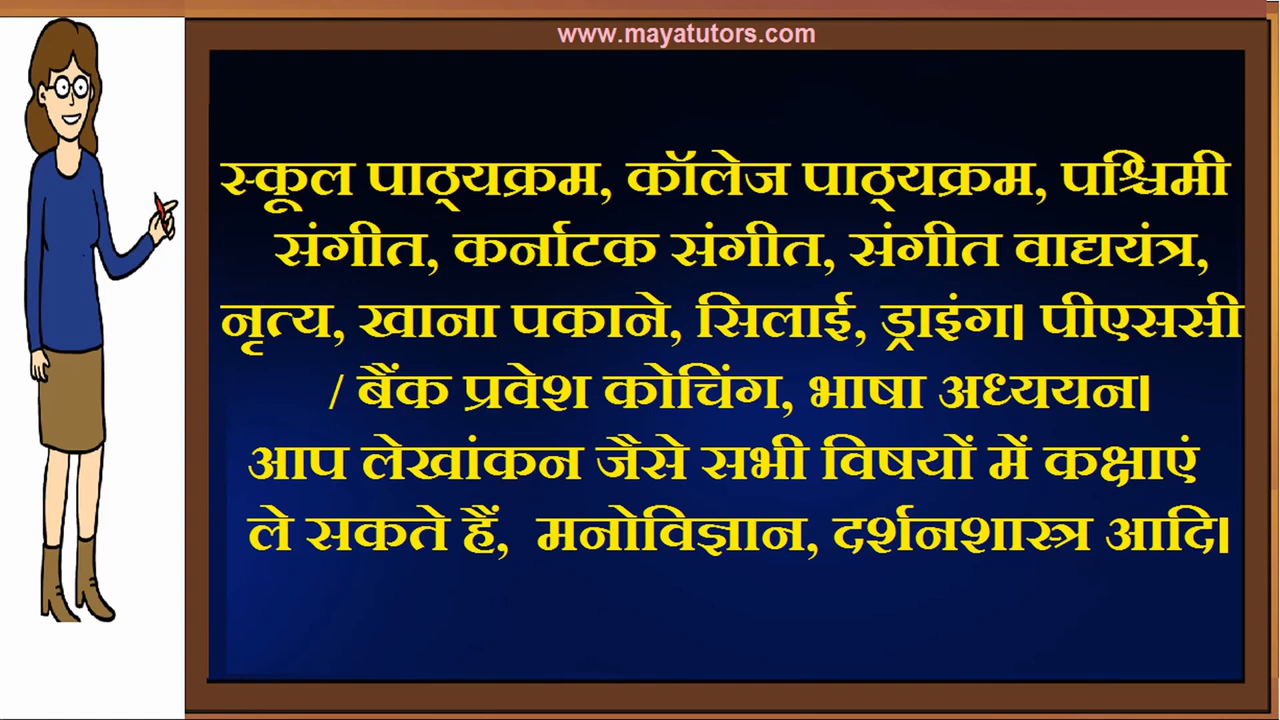 www.mayatutors.com
स्कूल पाठ्यक्रम, कॉलेज पाठ्यक्रम, पश्चिमी
संगीत, कर्नाटक संगीत, संगीत वाद्ययंत्र,
नृत्य, खाना पकाने, सिलाई, ड्राइंग। पीएससी
/ बैंक प्रवेश कोचिंग, भाषा अध्ययन।
आप लेखांकन जैसे सभी विषयों में कक्षाएं
ले सकते हैं, मनोविज्ञान, दर्शनशास्त्र आदि।